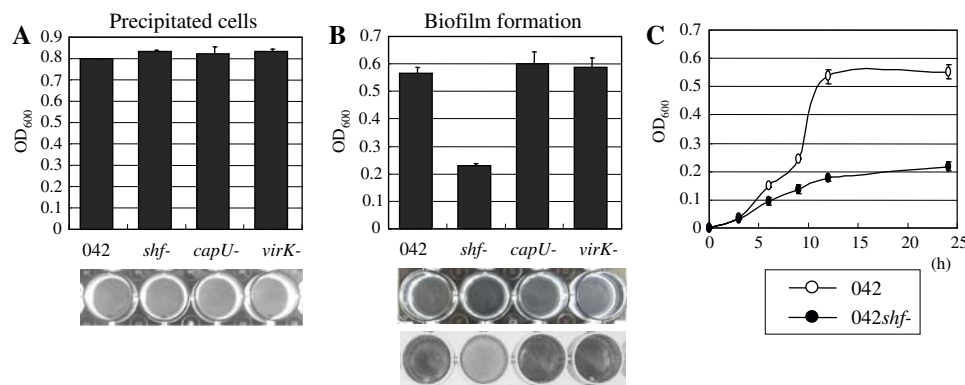 A
Precipitated cells
0.9
0.8
0.7
0.6
0.5
0.4
0.3
0.2
0.1
0
OD600
042
shf-
capU-
virK-
B
Biofilm formation
0.7
0.6
0.5
0.4
0.3
0.2
0.1
0
OD600
042
shf-
capU-
virK-
C
0.7
0.6
0.5
0.4
0.3
0.2
0.1
0
OD600
0
5
10
15
20
25
(h)
042
042shf-